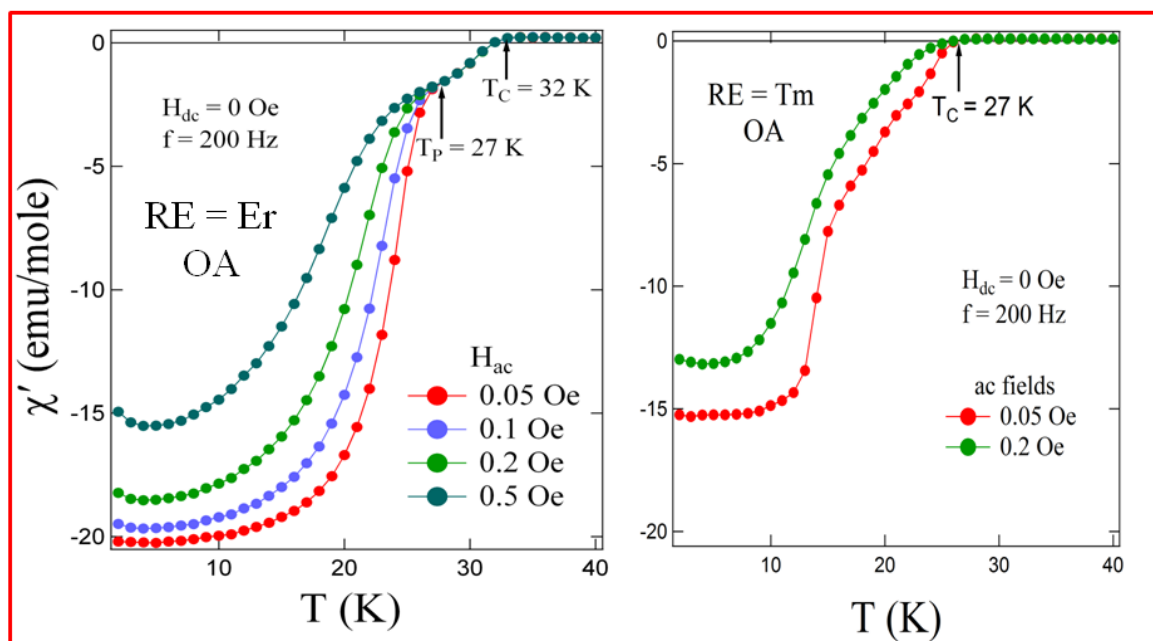 0
-5
-10
-15
-20
χ′ (emu/mole)
H_dc = 0 Oe
f = 200 Hz
RE = Er
OA
T_C = 32 K
T_P = 27 K
H_ac
0.05 Oe
0.1 Oe
0.2 Oe
0.5 Oe
10 20 30 40
T (K)
0
-5
-10
-15
-20
RE = Tm
OA
T_C = 27 K
H_dc = 0 Oe
f = 200 Hz
ac fields
0.05 Oe
0.2 Oe
10 20 30 40
T (K)